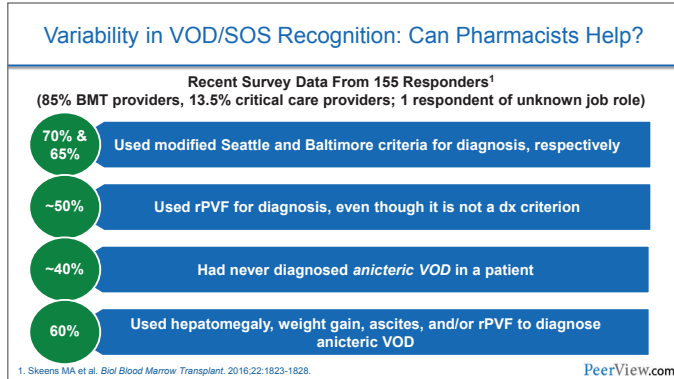 Variability in VOD/SOS Recognition: Can Pharmacists Help?
Recent Survey Data From 155 Responders1
(85% BMT providers, 13.5% critical care providers; 1 respondent of unknown job role)
70% &
65%
Used modified Seattle and Baltimore criteria for diagnosis, respectively
~50%
Used rPVF for diagnosis, even though it is not a dx criterion
~40%
Had never diagnosed anicteric VOD in a patient
60%
Used hepatomegaly, weight gain, ascites, and/or rPVF to diagnose
anicteric VOD
1. Skeens MA et al. Biol Blood Marrow Transplant. 2016;22:1823-1828.
PeerView.com